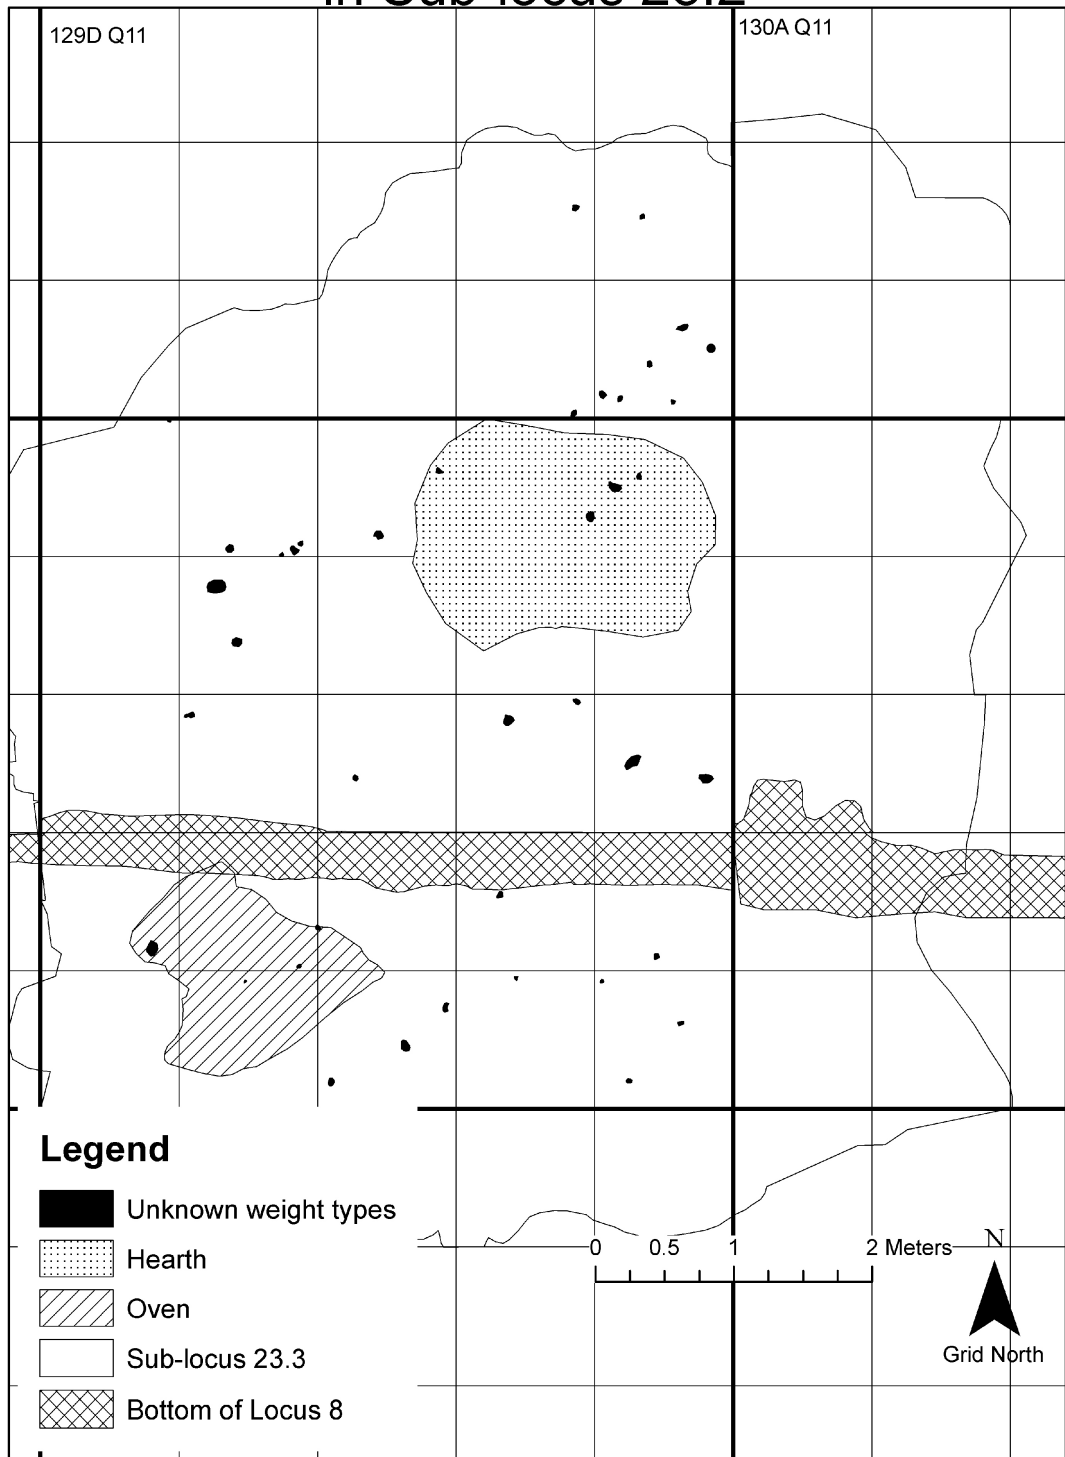 129D Q11
130A Q11
Legend
Unknown weight types
Hearth
Oven
Sub-locus 23.3
Bottom of Locus 8
0 0.5 1 2 Meters
N
Grid North